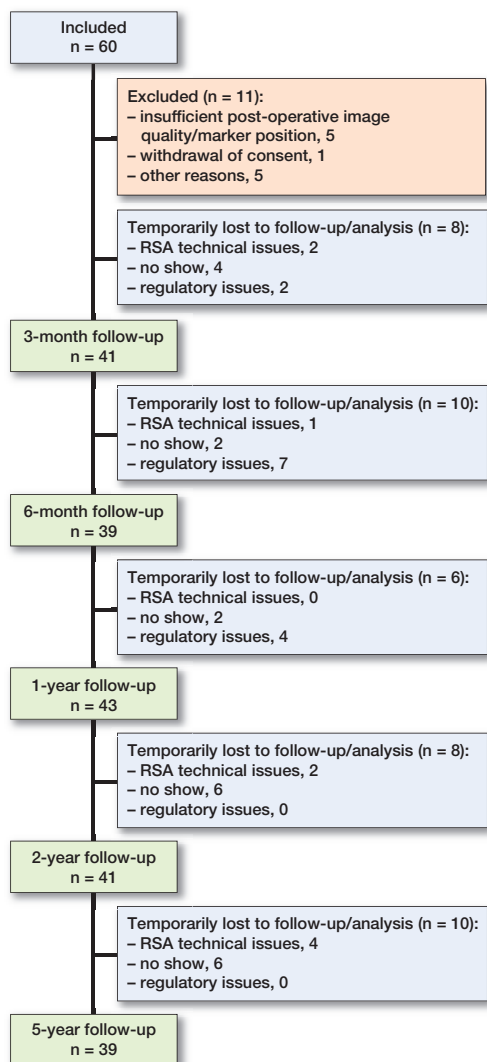 Included
n = 60
Excluded (n = 11):
– insufficient post-operative image
quality/marker position, 5
– withdrawal of consent, 1
– other reasons, 5
Temporarily lost to follow-up/analysis (n = 8):
– RSA technical issues, 2
– no show, 4
– regulatory issues, 2
3-month follow-up
n = 41
Temporarily lost to follow-up/analysis (n = 10):
– RSA technical issues, 1
– no show, 2
– regulatory issues, 7
6-month follow-up
n = 39
Temporarily lost to follow-up/analysis (n = 6):
– RSA technical issues, 0
– no show, 2
– regulatory issues, 4
1-year follow-up
n = 43
Temporarily lost to follow-up/analysis (n = 8):
– RSA technical issues, 2
– no show, 6
– regulatory issues, 0
2-year follow-up
n = 41
Temporarily lost to follow-up/analysis (n = 10):
– RSA technical issues, 4
– no show, 6
– regulatory issues, 0
5-year follow-up
n = 39